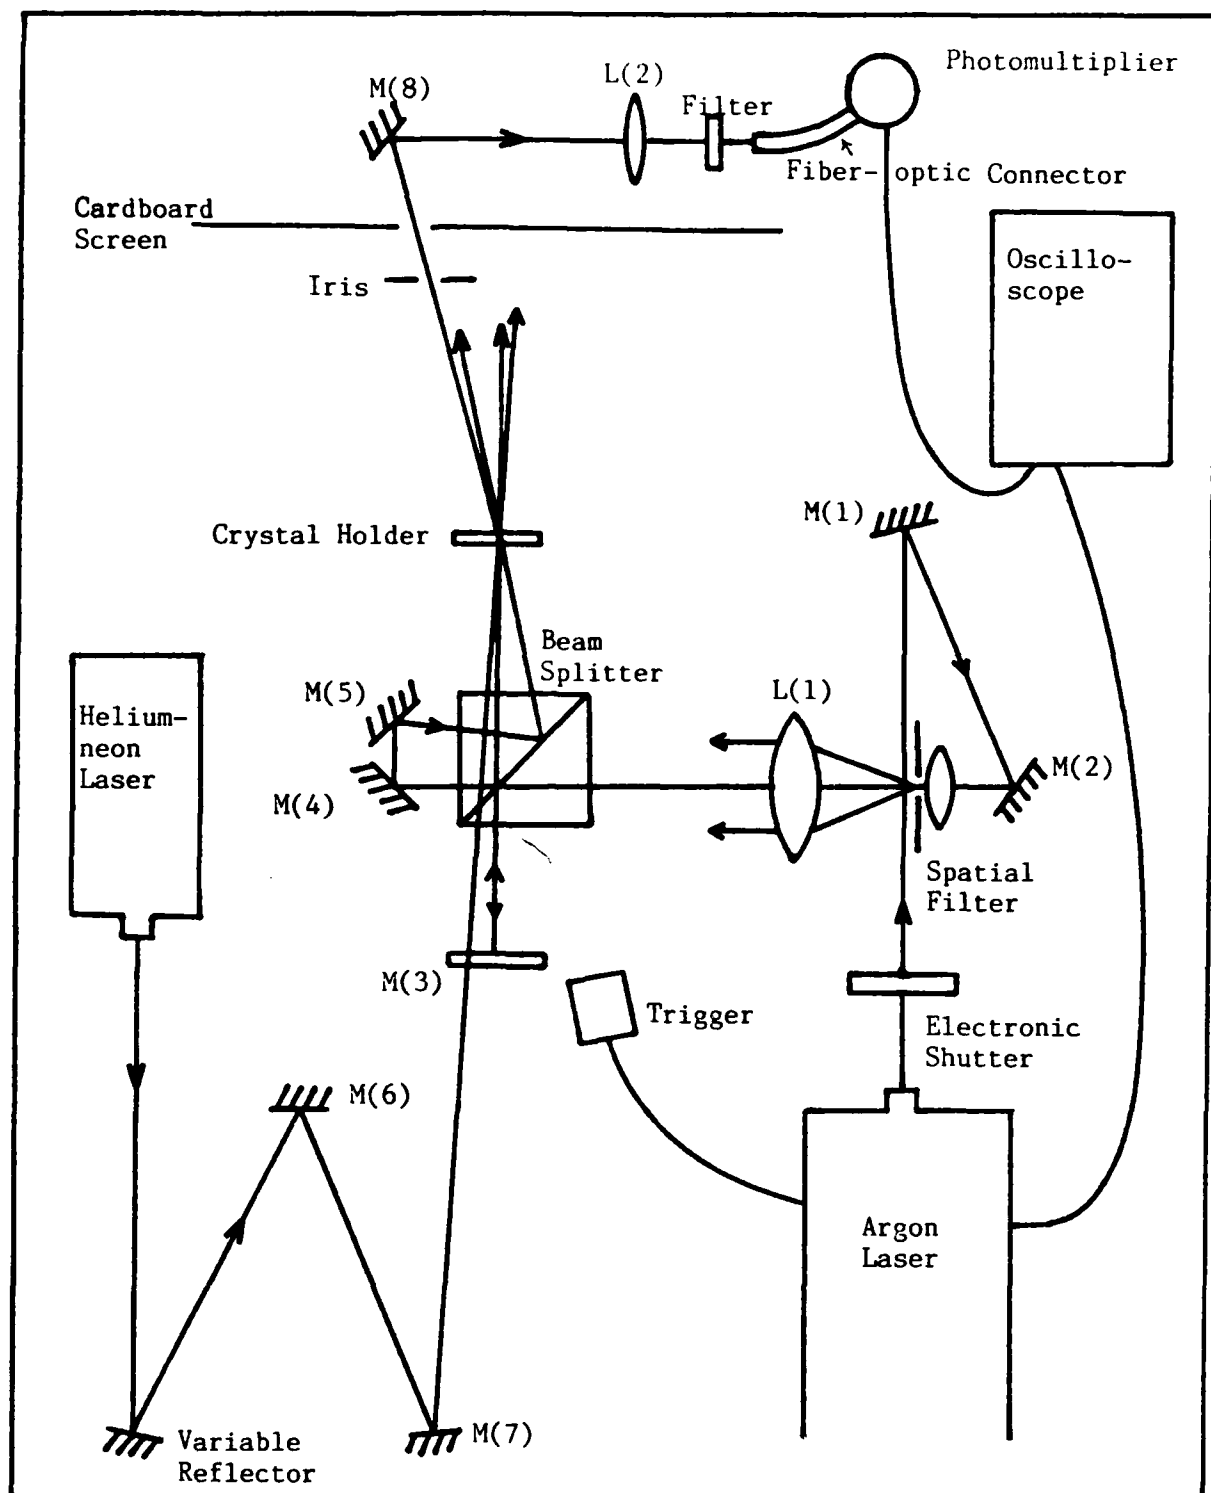 Photomultiplier
M(8)
L(2)
Filter
Fiber-optic Connector
Cardboard
Screen
Iris
Oscillo-
scope
M(1)
Crystal Holder
Beam
Splitter
M(5)
L(1)
Helium-
neon
Laser
M(4)
M(2)
Spatial
Filter
M(3)
Trigger
Electronic
Shutter
M(6)
Argon
Laser
M(7)
Variable
Reflector